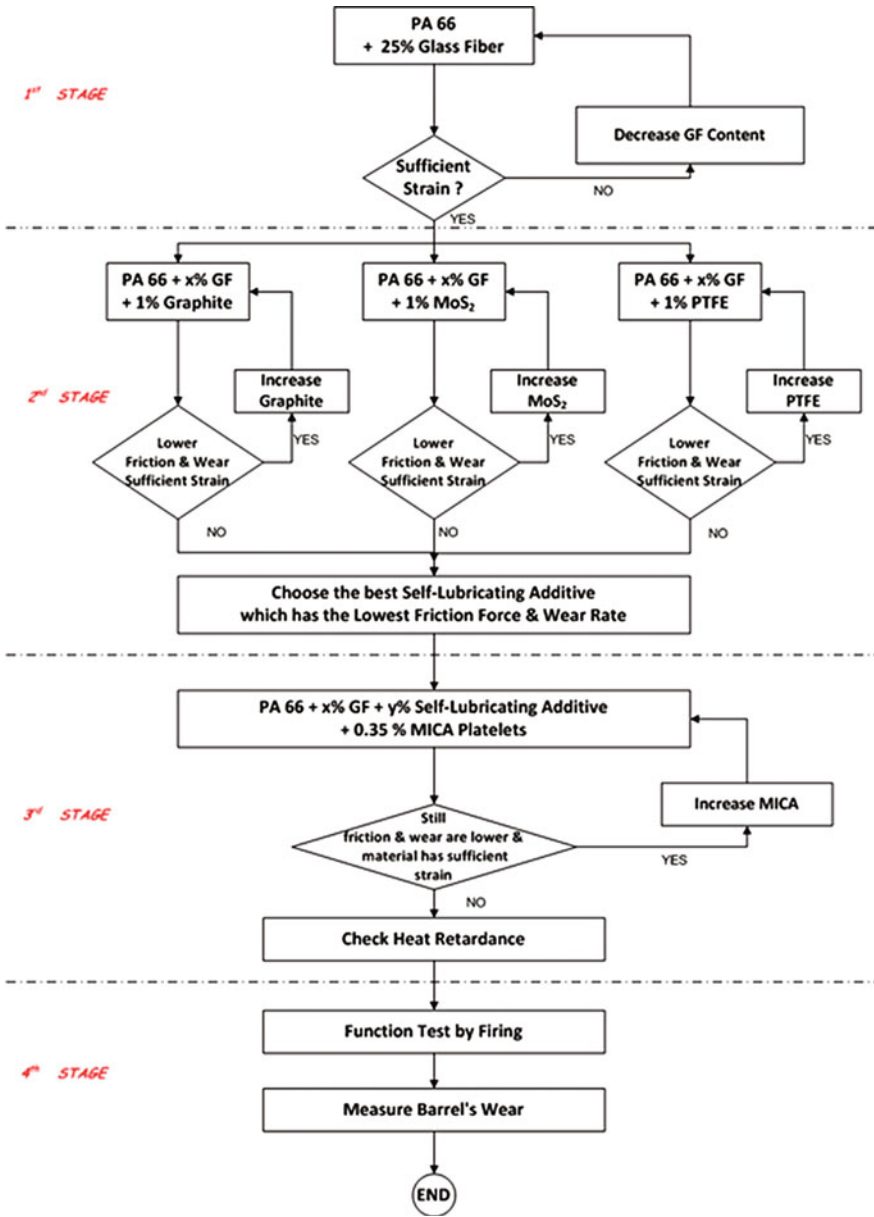 PA 66
+ 25% Glass Fiber
1st STAGE
Decrease GF Content
Sufficient
Strain ?
NO
YES
PA 66 + x% GF
+ 1% Graphite
PA 66 + x% GF
+ 1% MoS₂
PA 66 + x% GF
+ 1% PTFE
2nd STAGE
Increase
Graphite
Increase
MoS₂
Increase
PTFE
YES
YES
YES
Lower
Friction & Wear
Sufficient Strain
Lower
Friction & Wear
Sufficient Strain
Lower
Friction & Wear
Sufficient Strain
NO
NO
NO
Choose the best Self-Lubricating Additive
which has the Lowest Friction Force & Wear Rate
PA 66 + x% GF + y% Self-Lubricating Additive
+ 0.35 % MICA Platelets
3rd STAGE
Increase MICA
Still
friction & wear are lower &
material has sufficient
strain
YES
NO
Check Heat Retardance
Function Test by Firing
4th STAGE
Measure Barrel's Wear
END